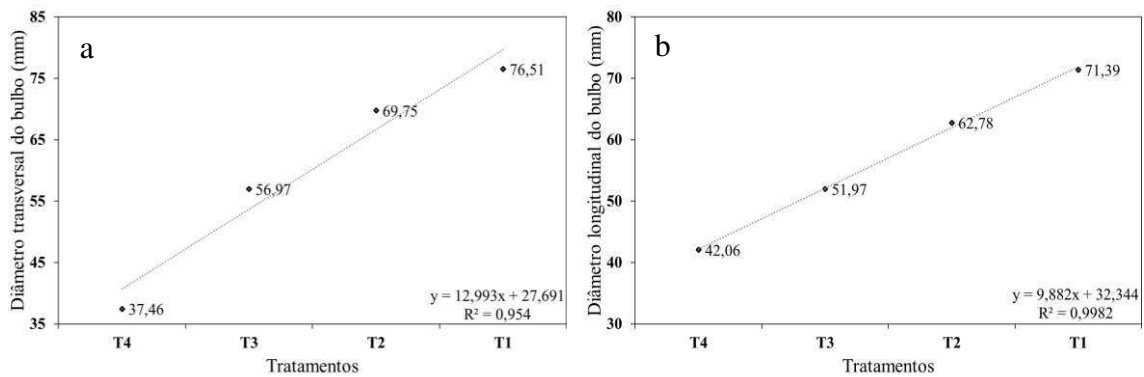 a
Diâmetro transversal do bulbo (mm)
85
75
65
55
45
35
76,51
69,75
56,97
37,46
y = 12,993x + 27,691
R² = 0,954
T4 T3 T2 T1
Tratamentos
b
Diâmetro longitudinal do bulbo (mm)
80
70
60
50
40
30
71,39
62,78
51,97
42,06
y = 9,882x + 32,344
R² = 0,9982
T4 T3 T2 T1
Tratamentos